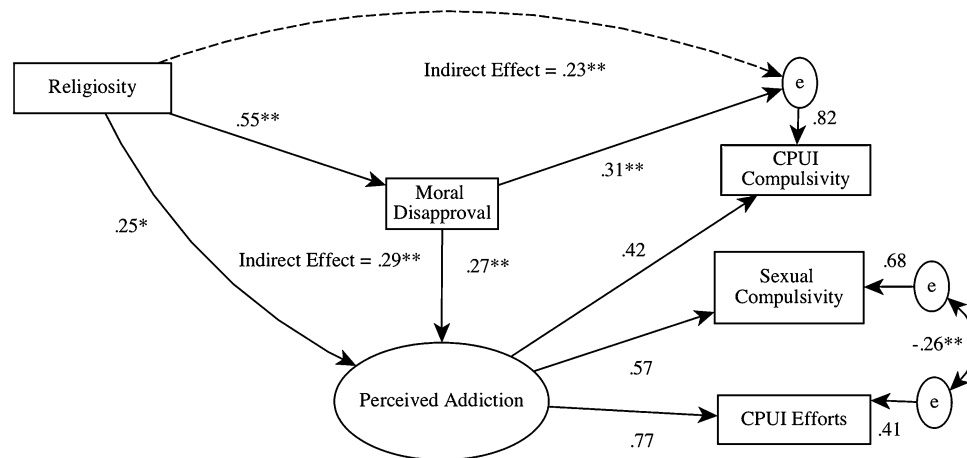 Religiosity
Indirect Effect = .23**
e
.82
.55**
.31**
CPUI
Compulsivity
Moral
Disapproval
.25*
Indirect Effect = .29**
.27**
.42
Sexual
Compulsivity
.68
e
-.26**
.57
Perceived Addiction
CPUI Efforts
.41
e
.77